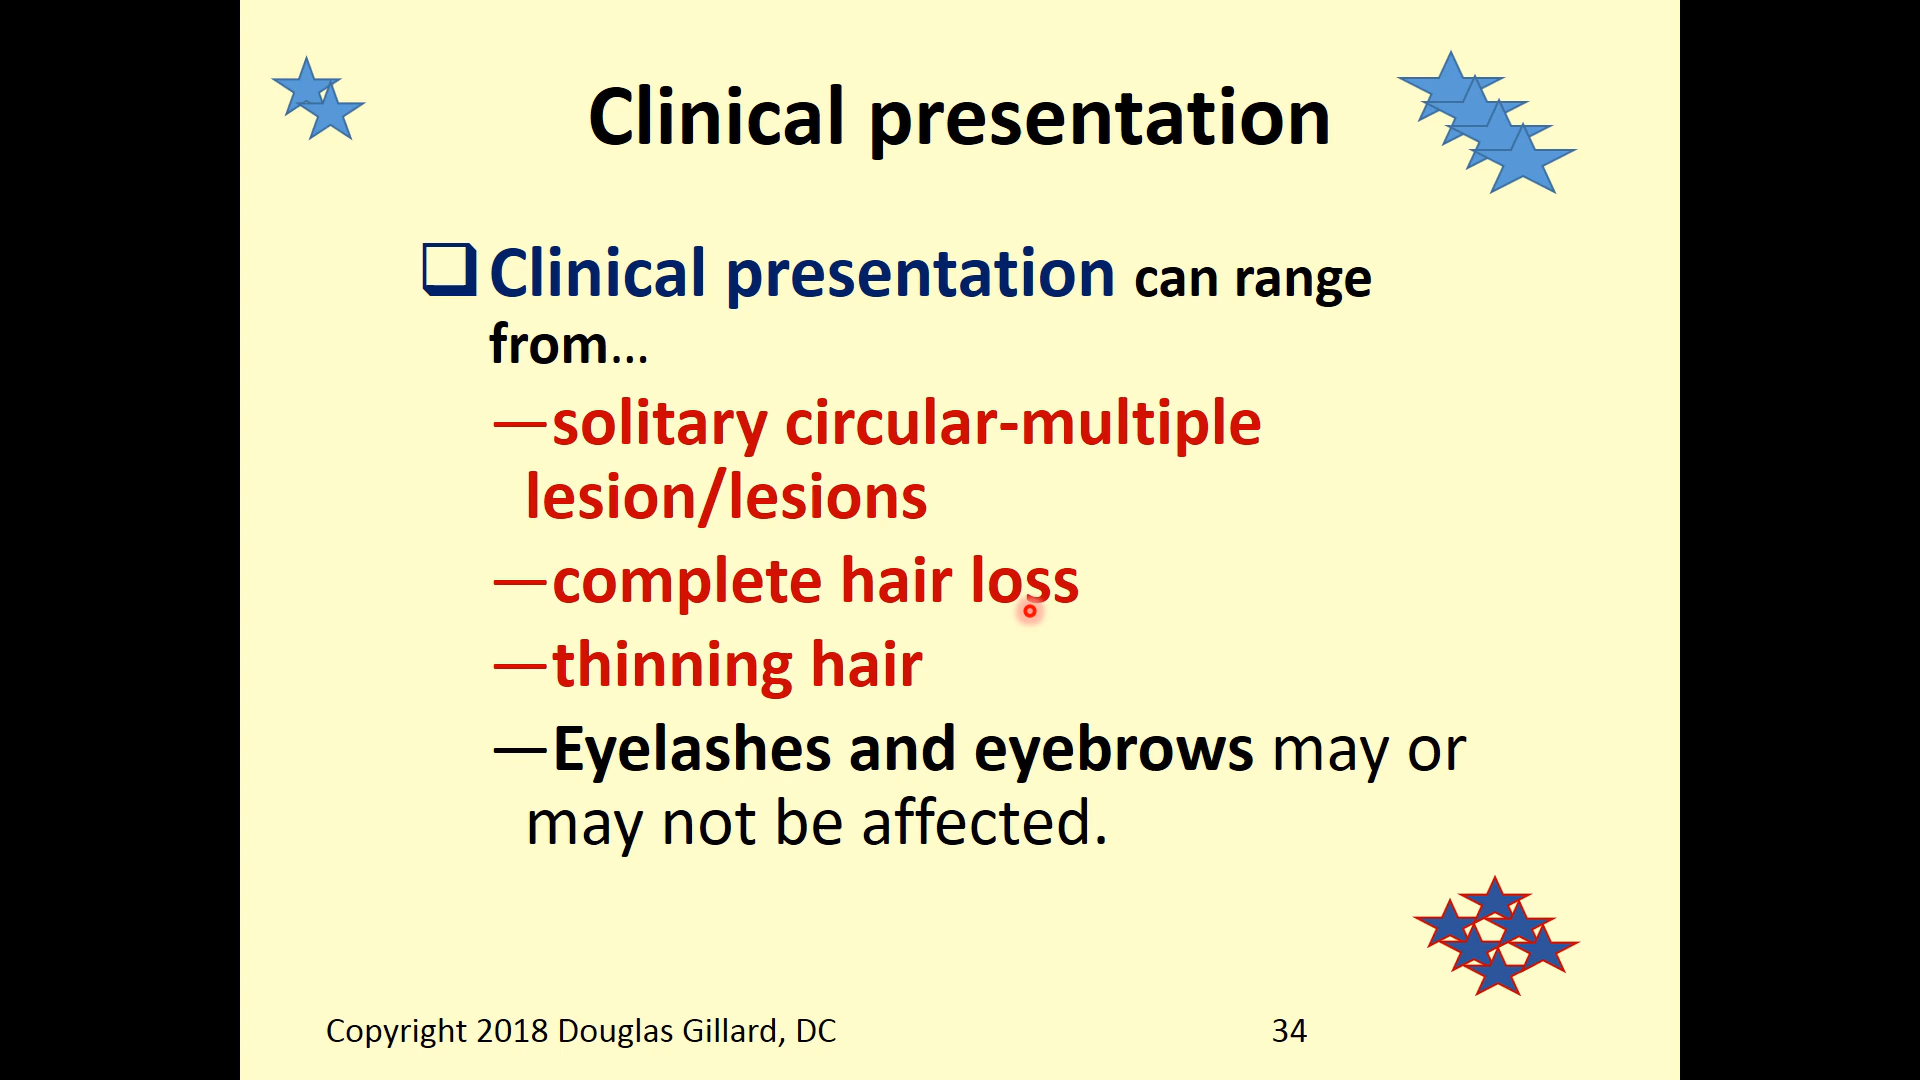 Clinical presentation
Clinical presentation can range
from...
—solitary circular-multiple
lesion/lesions
—complete hair loss
—thinning hair
—Eyelashes and eyebrows may or
may not be affected.
Copyright 2018 Douglas Gillard, DC
34